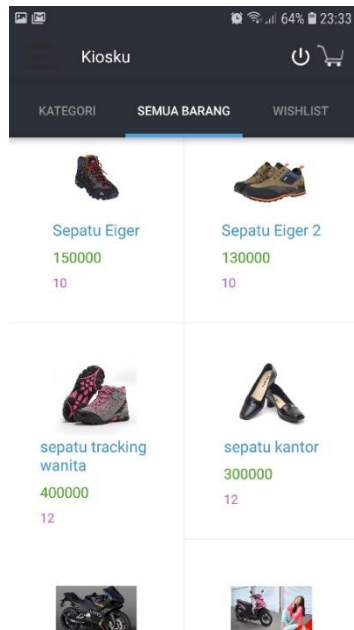 64% 23:33
Kiosku
KATEGORI SEMUA BARANG WISHLIST
Sepatu Eiger
150000
10
Sepatu Eiger 2
130000
10
sepatu tracking
wanita
400000
12
sepatu kantor
300000
12